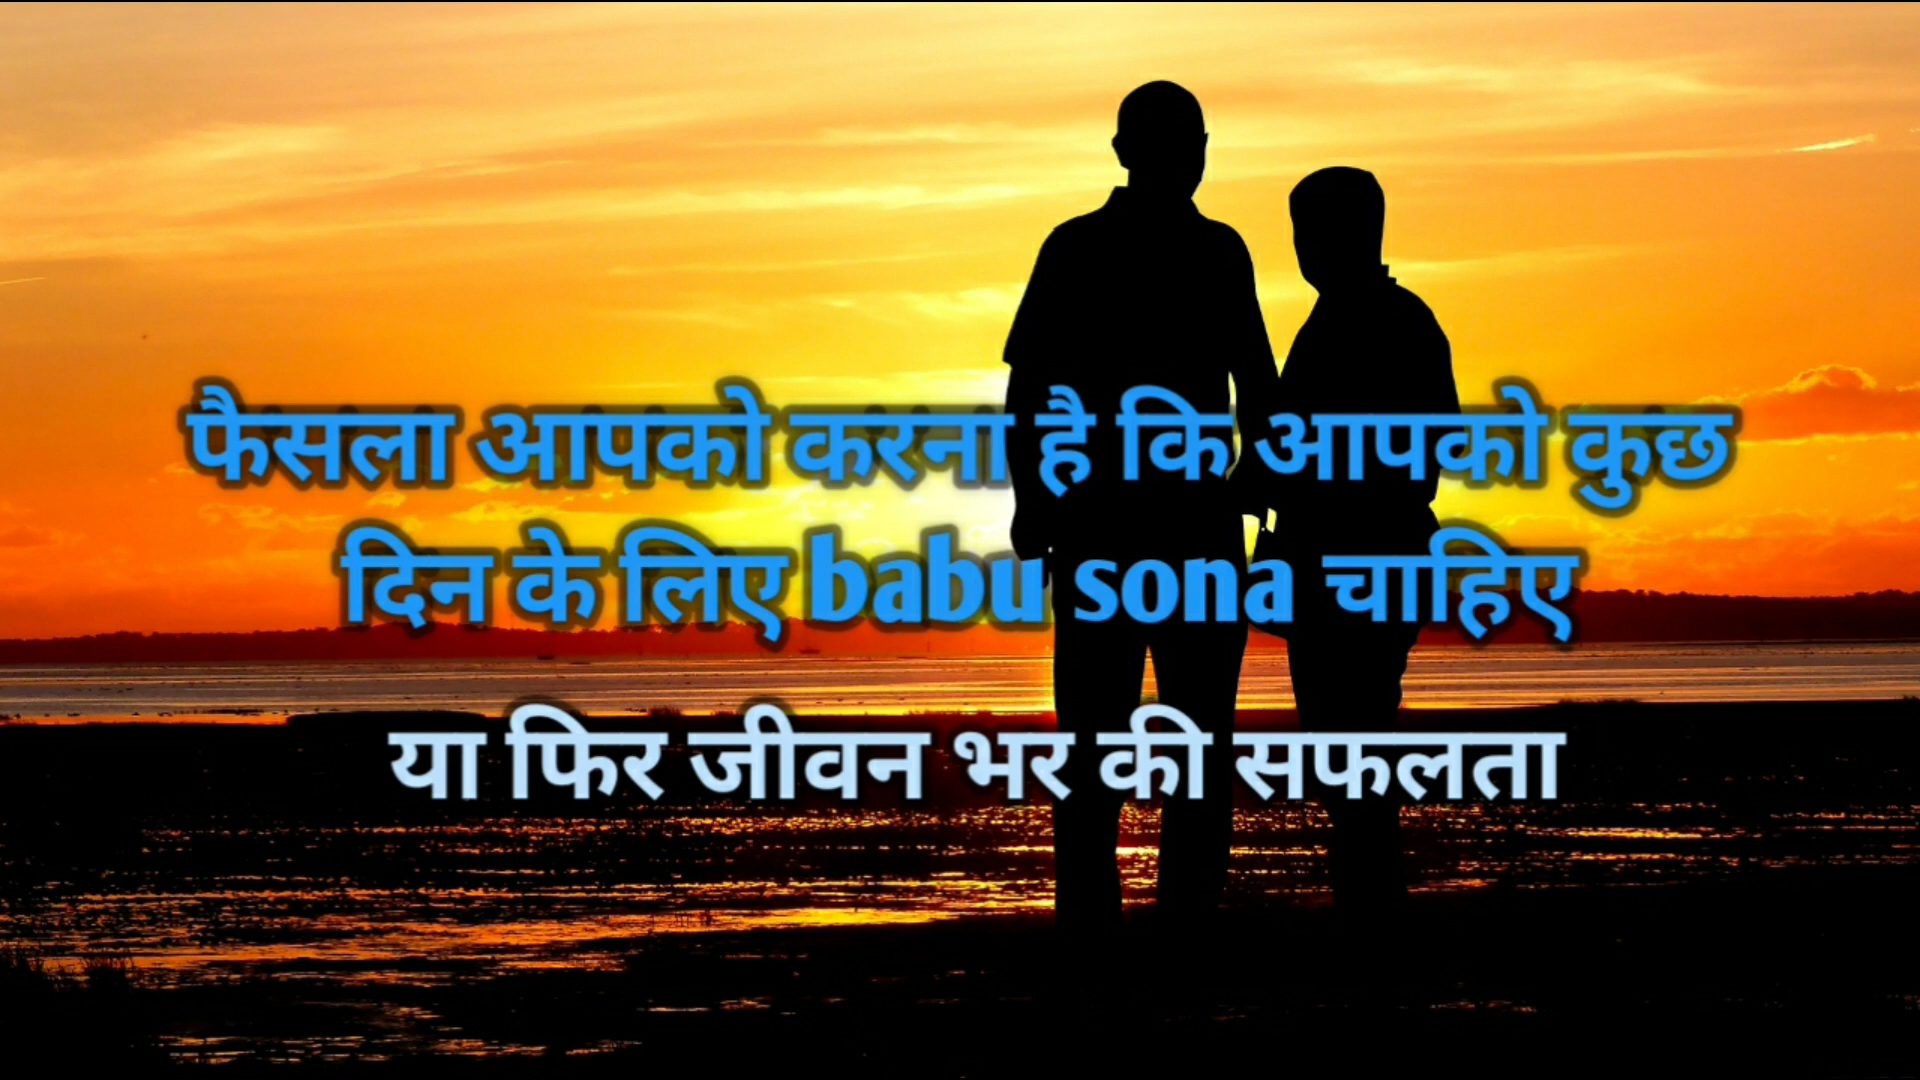 फैसला आपको करना है कि आपको कुछ
दिन के लिए babu sona चाहिए
या फिर जीवन भर की सफलता